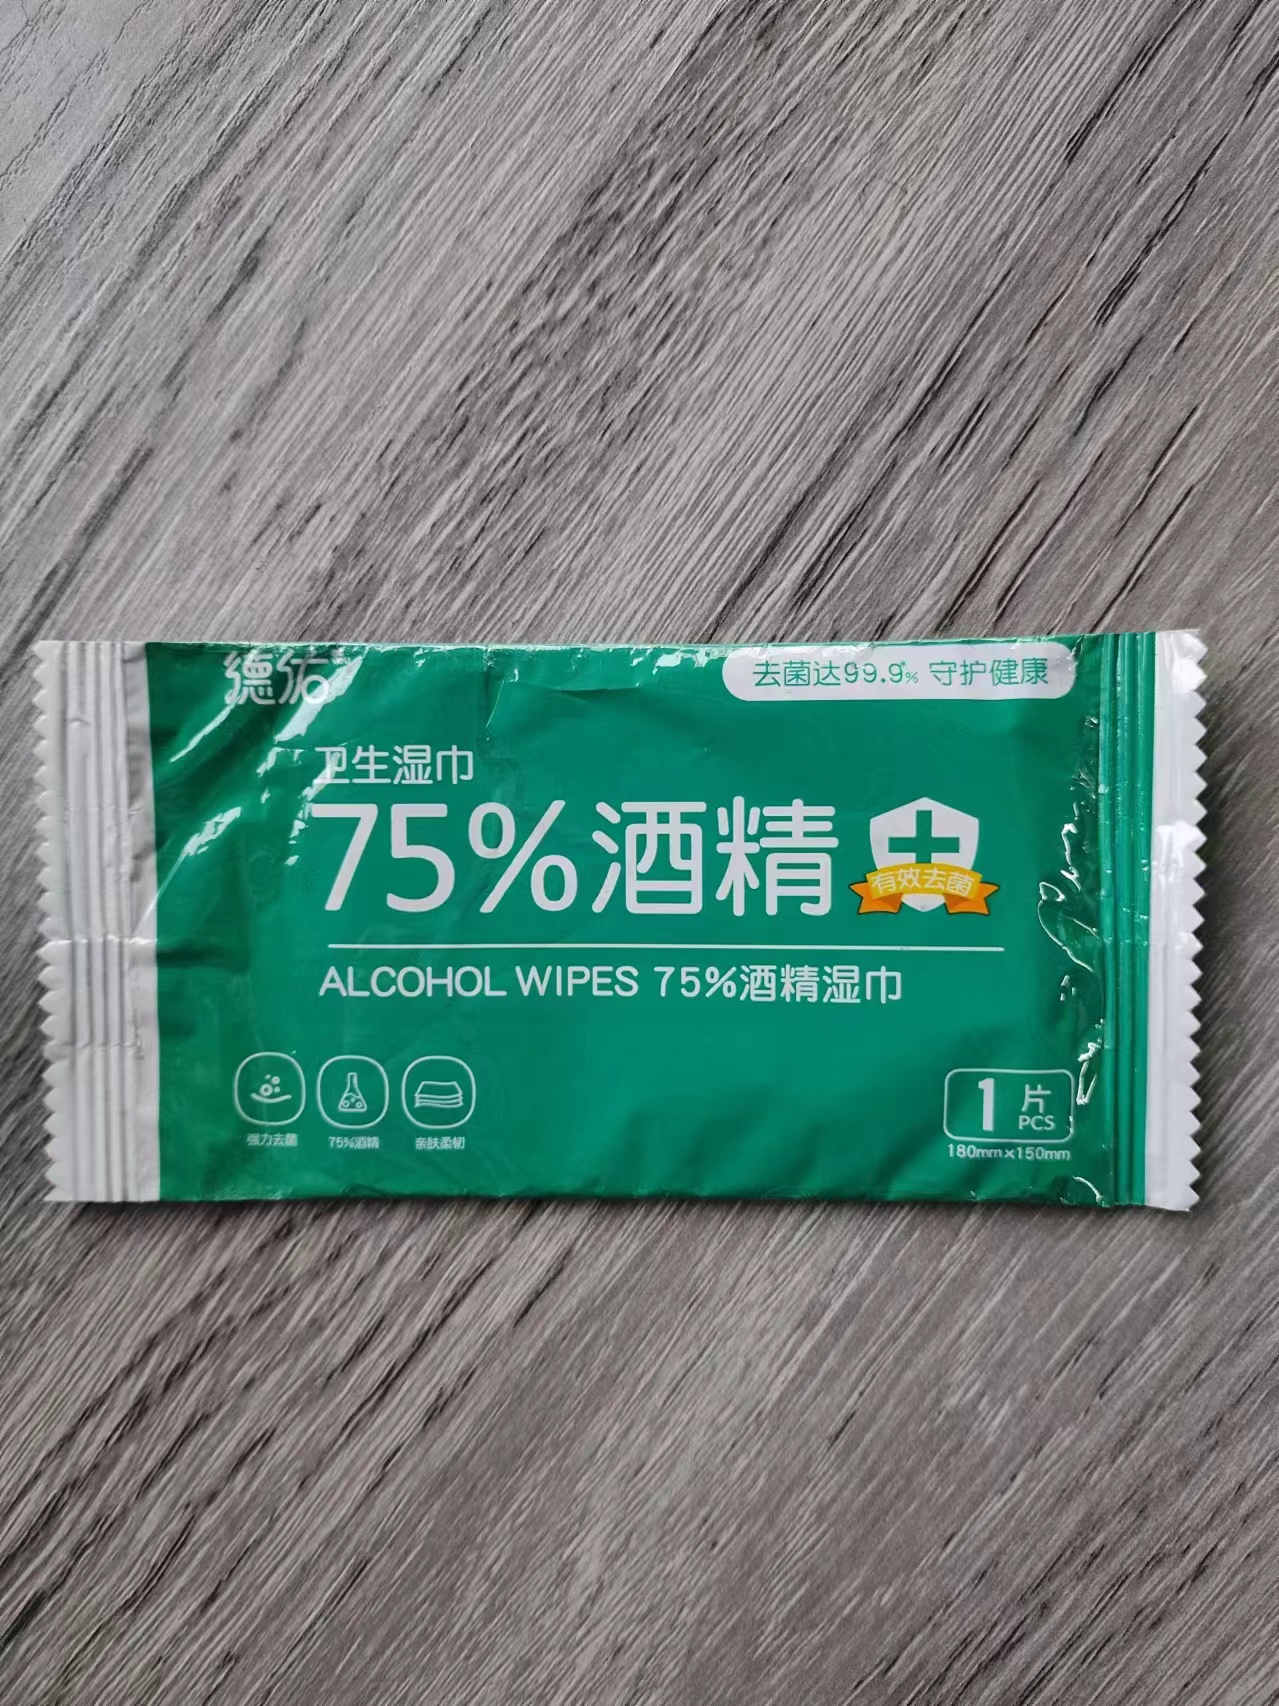 德佑
去菌达99.9% 守护健康
卫生湿巾
75%酒精
有效去菌
ALCOHOL WIPES 75%酒精湿巾
强力去菌
75%酒精
亲肤柔韧
1片
PCS
180mm×150mm